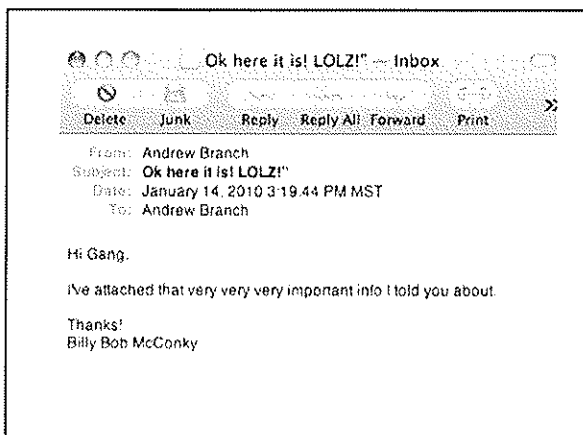 Ok here it is! LOLZ!" — Inbox
Delete Junk Reply Reply All Forward Print
From: Andrew Branch
Subject: Ok here it is! LOLZ!"
Date: January 14, 2010 3:19:44 PM MST
To: Andrew Branch
Hi Gang,
I've attached that very very very important info I told you about.
Thanks!
Billy Bob McConky